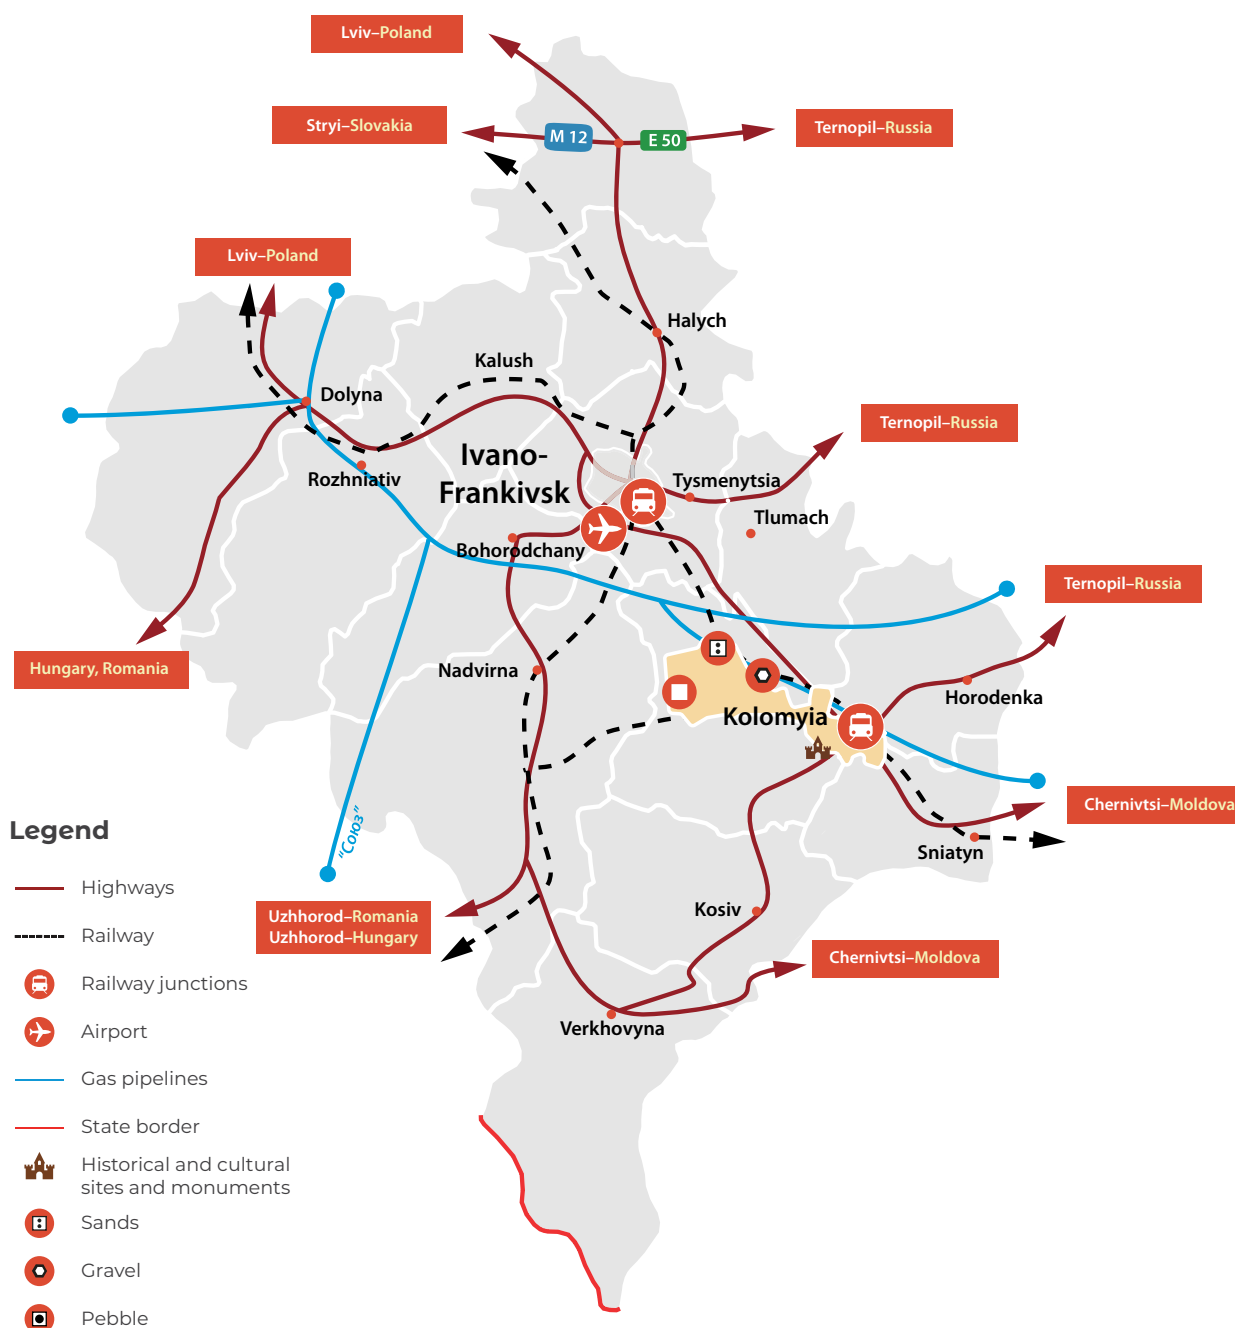 Lviv–Poland
Stryi–Slovakia
M 12
E 50
Ternopil–Russia
Lviv–Poland
Halych
Kalush
Dolyna
Ternopil–Russia
Ivano-
Frankivsk
Rozhniativ
Tysmenytsia
Tlumach
Bohorodchany
Ternopil–Russia
Hungary, Romania
Nadvirna
Horodenka
Kolomyia
Chernivtsi–Moldova
"Союз"
Sniatyn
Uzhhorod–Romania
Uzhhorod–Hungary
Kosiv
Chernivtsi–Moldova
Verkhovyna
Legend
Highways
Railway
Railway junctions
Airport
Gas pipelines
State border
Historical and cultural
sites and monuments
Sands
Gravel
Pebble